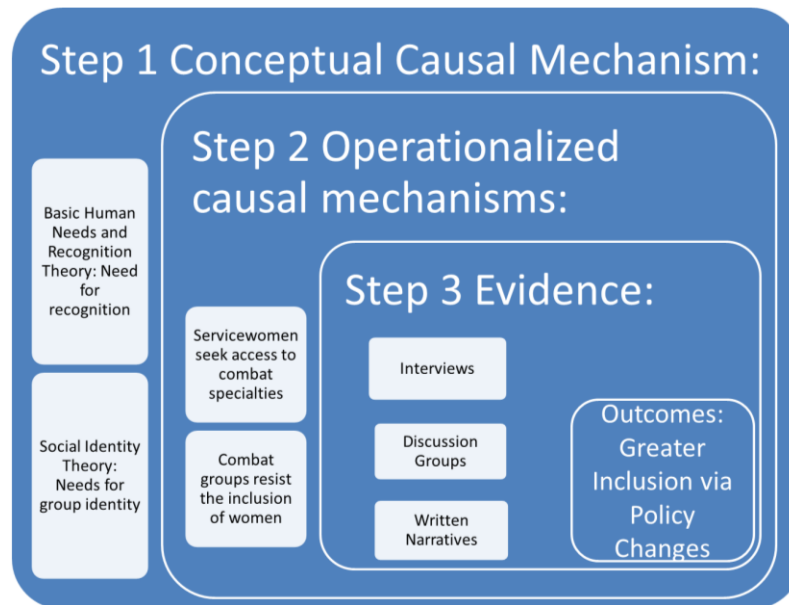 Step 1 Conceptual Causal Mechanism:
Basic Human
Needs and
Recognition
Theory: Need
for
recognition
Social Identity
Theory:
Needs for
group identity
Step 2 Operationalized
causal mechanisms:
Servicewomen
seek access to
combat
specialties
Combat
groups resist
the inclusion
of women
Step 3 Evidence:
Interviews
Discussion
Groups
Written
Narratives
Outcomes:
Greater
Inclusion via
Policy
Changes